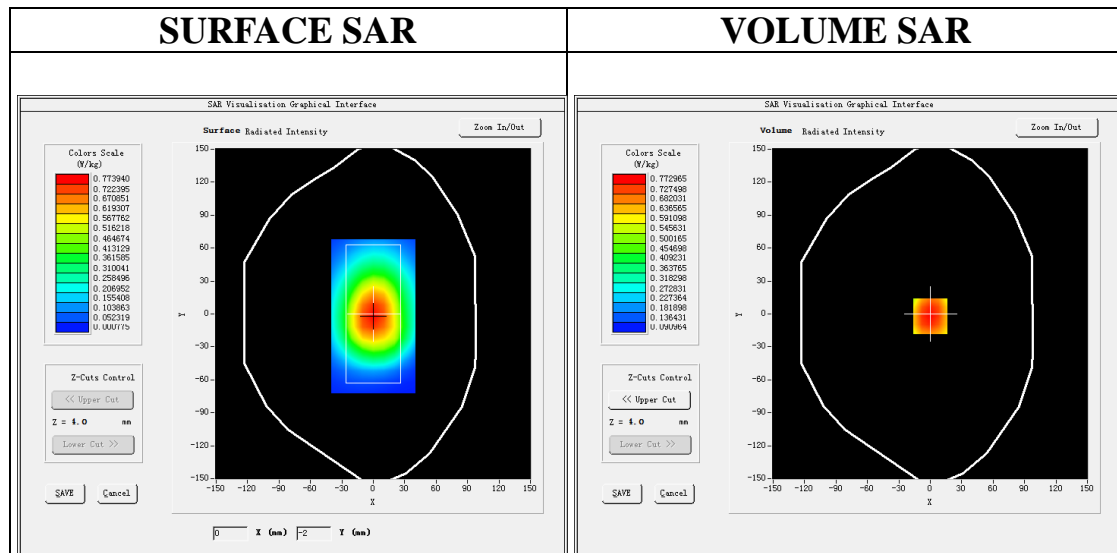 SURFACE SAR
VOLUME SAR
SAR Visualisation Graphical Interface
Surface Radiated Intensity
Zoom In/Out
Colors Scale
(W/kg)
0.773940
0.722395
0.670851
0.619307
0.567762
0.516218
0.464674
0.413129
0.361585
0.310041
0.258496
0.206952
0.155408
0.103863
0.052319
0.000775
Z-Cuts Control
<< Upper Cut
Z = 4.0 mm
Lower Cut >>
SAVE Cancel
150
120
90
60
30
0
-30
-60
-90
-120
-150
Y
-150 -120 -90 -60 -30 0 30 60 90 120 150
X
0 X (mm) -2 Y (mm)
SAR Visualisation Graphical Interface
Volume Radiated Intensity
Zoom In/Out
Colors Scale
(W/kg)
0.772965
0.727498
0.682031
0.636565
0.591098
0.545631
0.500165
0.454698
0.409231
0.363765
0.318298
0.272831
0.227364
0.181898
0.136431
0.090964
Z-Cuts Control
<< Upper Cut
Z = 4.0 mm
Lower Cut >>
SAVE Cancel
150
120
90
60
30
0
-30
-60
-90
-120
-150
Y
-150 -120 -90 -60 -30 0 30 60 90 120 150
X